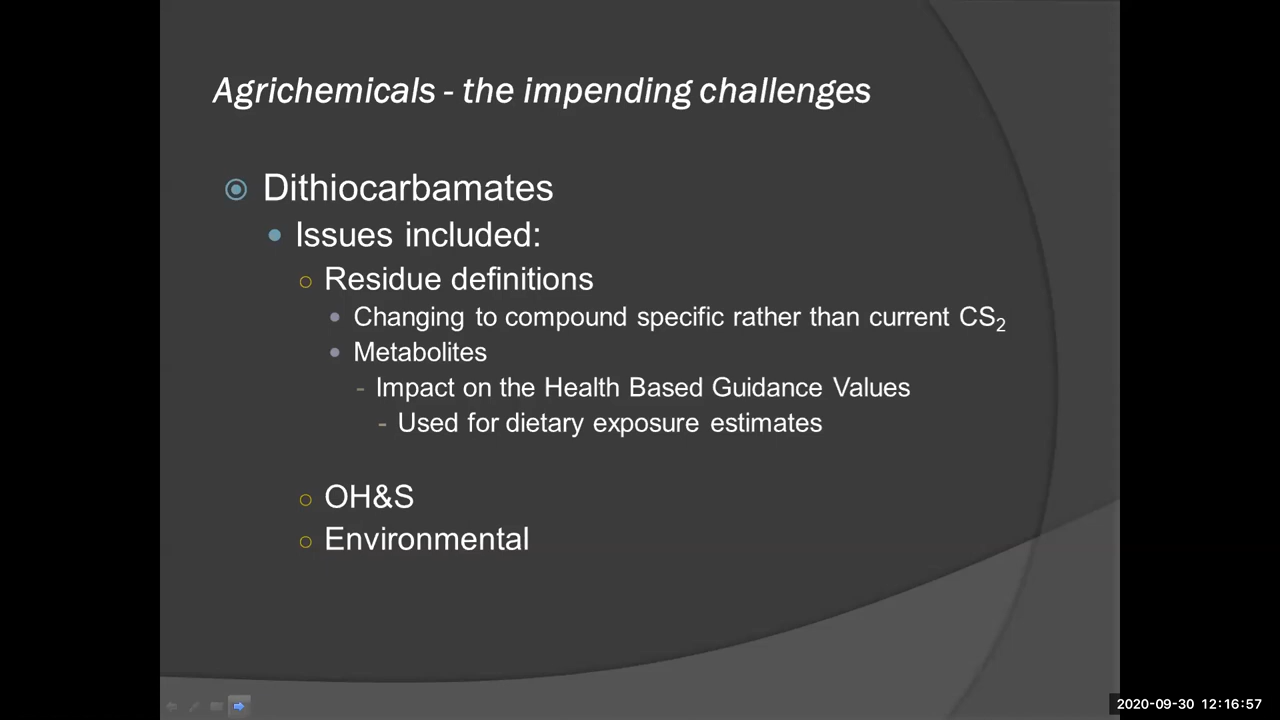 Agrichemicals - the impending challenges
Dithiocarbamates
Issues included:
Residue definitions
Changing to compound specific rather than current CS₂
Metabolites
- Impact on the Health Based Guidance Values
- Used for dietary exposure estimates
OH&S
Environmental
2020-09-30 12:16:57